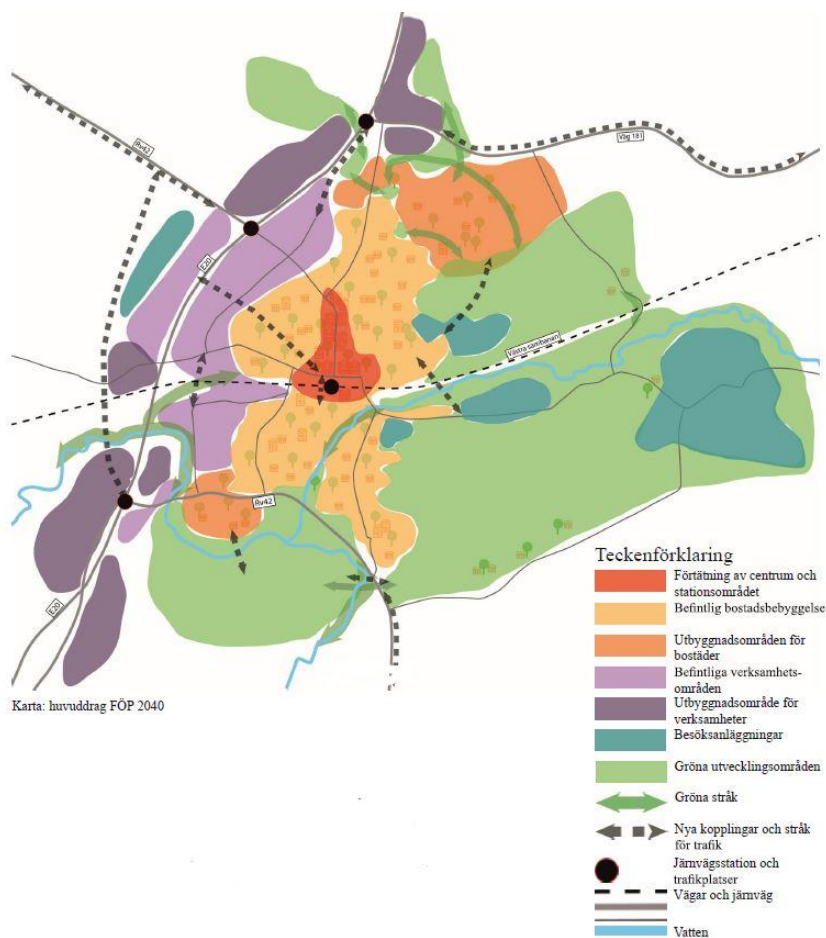 Rv42
Väg 181
E20
Västra stambanan
Rv42
E20
Karta: huvuddrag FÖP 2040
Teckenförklaring
Förtätning av centrum och
stationsområdet
Befintlig bostadsbebyggelse
Utbyggnadsområden för
bostäder
Befintliga verksamhets-
områden
Utbyggnadsområde för
verksamheter
Besöksanläggningar
Gröna utvecklingsområden
Gröna stråk
Nya kopplingar och stråk
för trafik
Järnvägsstation och
trafikplatser
Vägar och järnväg
Vatten